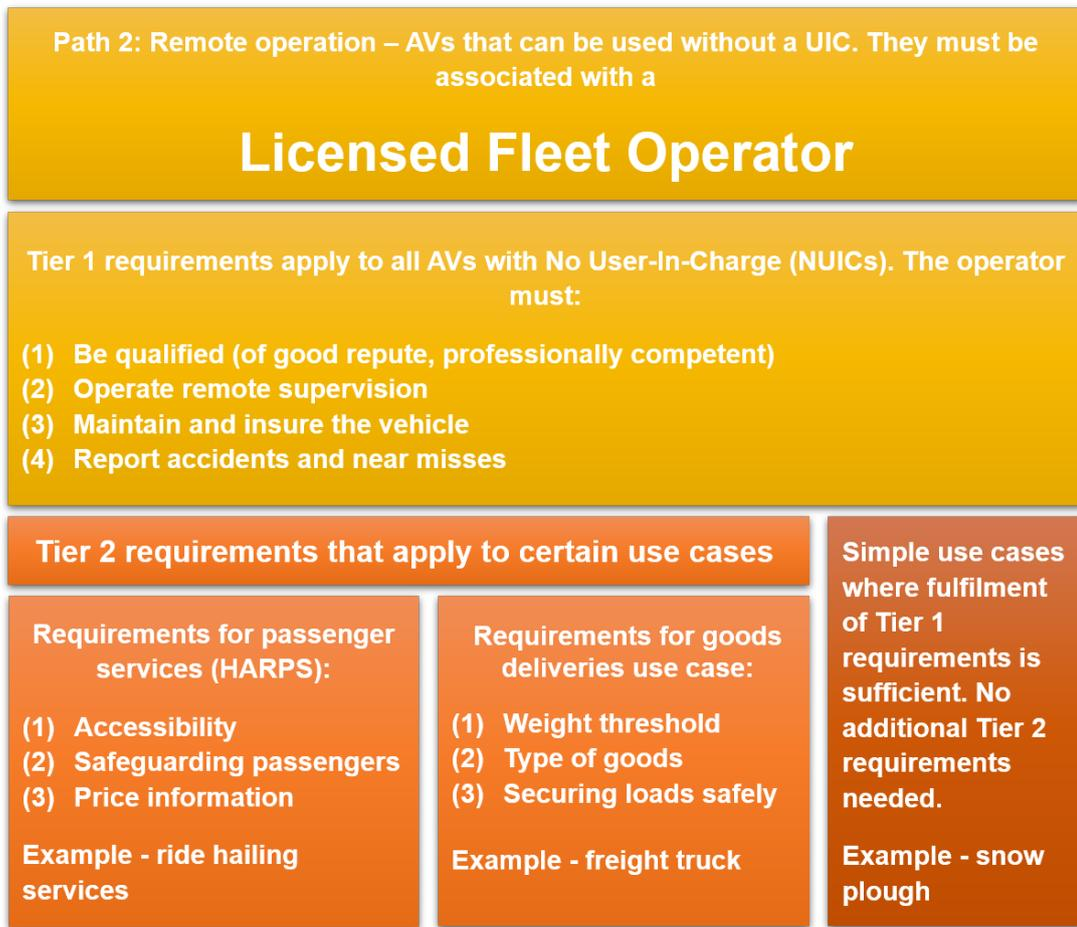 Path 2: Remote operation – AVs that can be used without a UIC. They must be
associated with a
Licensed Fleet Operator
Tier 1 requirements apply to all AVs with No User-In-Charge (NUICs). The operator
must:
(1) Be qualified (of good repute, professionally competent)
(2) Operate remote supervision
(3) Maintain and insure the vehicle
(4) Report accidents and near misses
Tier 2 requirements that apply to certain use cases
Requirements for passenger
services (HARPS):
(1) Accessibility
(2) Safeguarding passengers
(3) Price information
Example - ride hailing
services
Requirements for goods
deliveries use case:
(1) Weight threshold
(2) Type of goods
(3) Securing loads safely
Example - freight truck
Simple use cases
where fulfilment
of Tier 1
requirements is
sufficient. No
additional Tier 2
requirements
needed.
Example - snow
plough